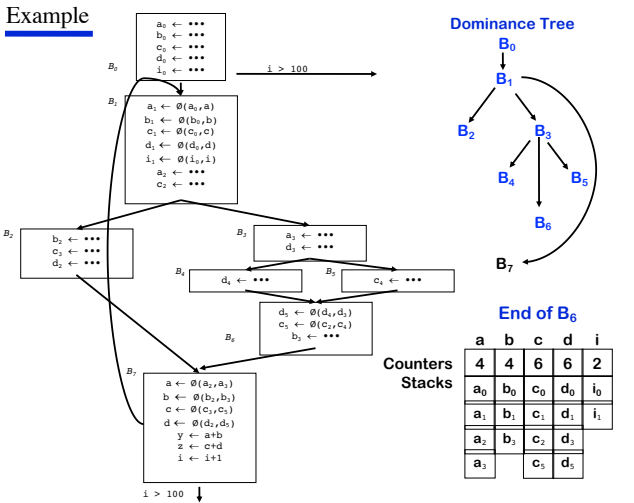 Example
B₀
a₀ ← •••
b₀ ← •••
c₀ ← •••
d₀ ← •••
i₀ ← •••
i > 100
B₁
a₁ ← Ø(a₀,a)
b₁ ← Ø(b₀,b)
c₁ ← Ø(c₀,c)
d₁ ← Ø(d₀,d)
i₁ ← Ø(i₀,i)
a₂ ← •••
c₂ ← •••
B₂
b₂ ← •••
c₃ ← •••
d₂ ← •••
B₃
a₃ ← •••
d₃ ← •••
B₄
d₄ ← •••
B₅
c₄ ← •••
B₆
d₅ ← Ø(d₄,d₃)
c₅ ← Ø(c₂,c₄)
b₃ ← •••
B₇
a ← Ø(a₂,a₃)
b ← Ø(b₂,b₃)
c ← Ø(c₃,c₅)
d ← Ø(d₂,d₅)
y ← a+b
z ← c+d
i ← i+1
i > 100
Dominance Tree
B₀
B₁
B₂ B₃
B₄ B₅
B₆
B₇
End of B₆
a b c d i
Counters 4 4 6 6 2
Stacks a₀ b₀ c₀ d₀ i₀
a₁ b₁ c₁ d₁ i₁
a₂ b₃ c₂ d₃
a₃ c₅ d₅